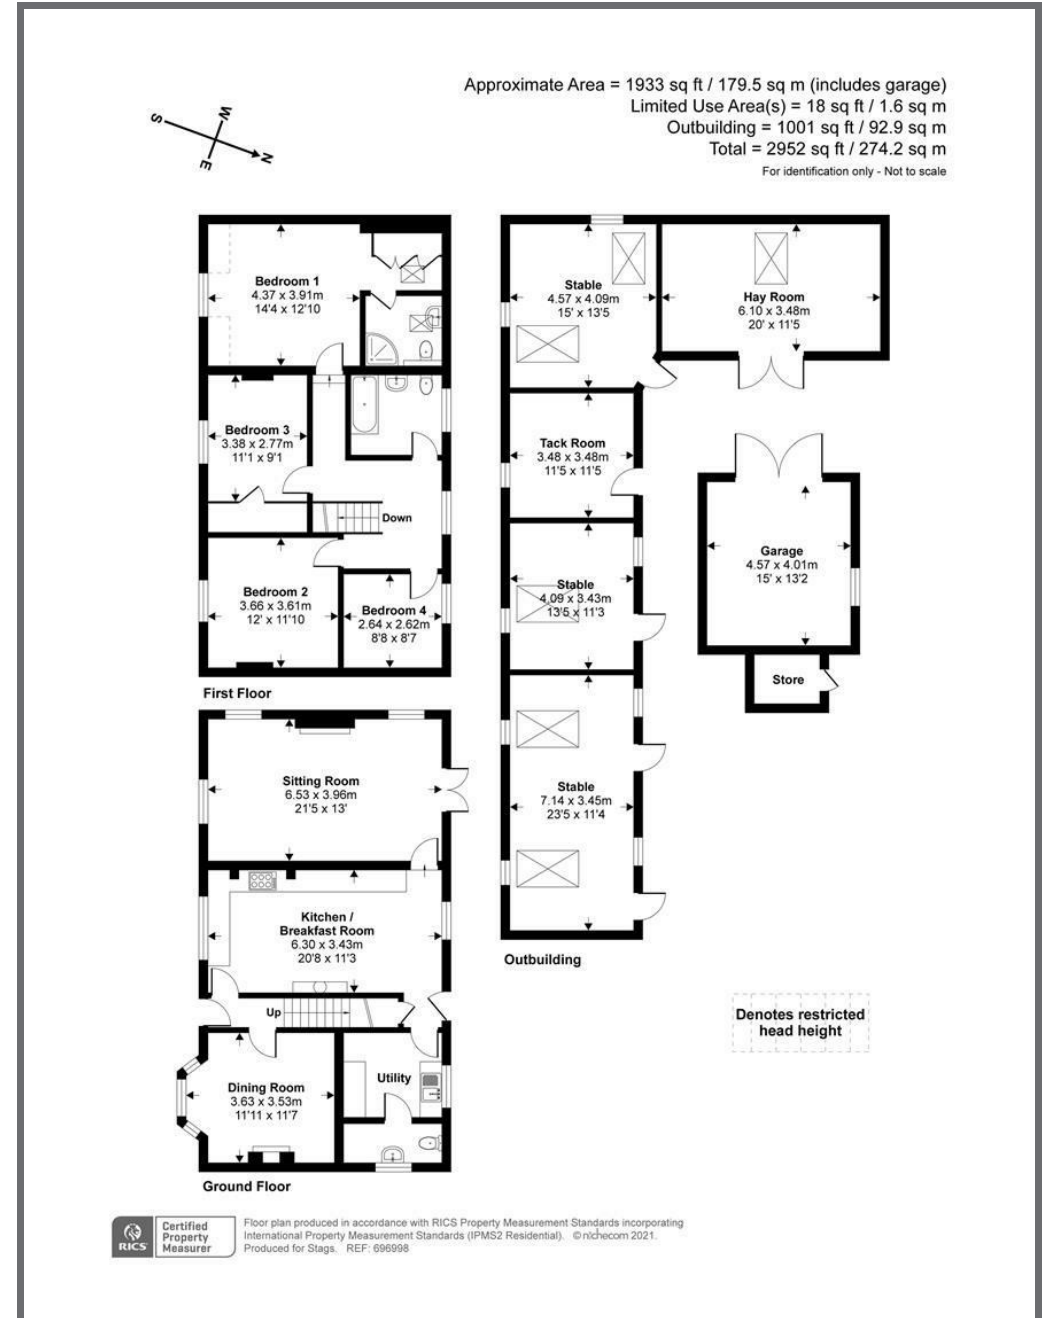 Approximate Area = 1933 sq ft / 179.5 sq m (includes garage)
Limited Use Area(s) = 18 sq ft / 1.6 sq m
Outbuilding = 1001 sq ft / 92.9 sq m
Total = 2952 sq ft / 274.2 sq m
For identification only - Not to scale
S
W
E
N
Bedroom 1
4.37 x 3.91m
14'4 x 12'10
Bedroom 3
3.38 x 2.77m
11'1 x 9'1
Down
Bedroom 2
3.66 x 3.61m
12' x 11'10
Bedroom 4
2.64 x 2.62m
8'8 x 8'7
First Floor
Sitting Room
6.53 x 3.96m
21'5 x 13'
Kitchen /
Breakfast Room
6.30 x 3.43m
20'8 x 11'3
Up
Dining Room
3.63 x 3.53m
11'11 x 11'7
Utility
Ground Floor
Stable
4.57 x 4.09m
15' x 13'5
Hay Room
6.10 x 3.48m
20' x 11'5
Tack Room
3.48 x 3.48m
11'5 x 11'5
Stable
4.09 x 3.43m
13'5 x 11'3
Stable
7.14 x 3.45m
23'5 x 11'4
Outbuilding
Garage
4.57 x 4.01m
15' x 13'2
Store
Denotes restricted
head height
RICS
Certified
Property
Measurer
Floor plan produced in accordance with RICS Property Measurement Standards incorporating
International Property Measurement Standards (IPMS2 Residential). © nichecom 2021.
Produced for Stags. REF: 696998